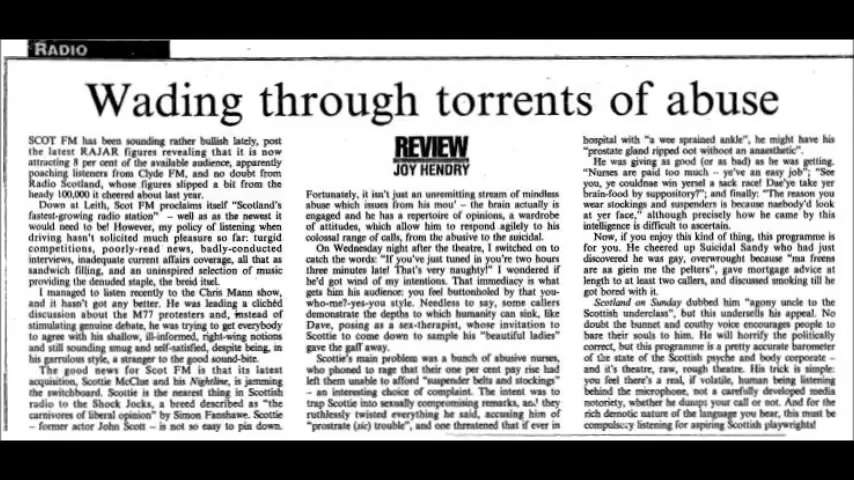 RADIO
Wading through torrents of abuse
SCOT FM has been sounding rather bullish lately, post
the latest RAJAR figures revealing that it is now
attracting 8 per cent of the available audience, apparently
poaching listeners from Clyde FM, and no doubt from
Radio Scotland, whose figures slipped a bit from the
heady 100,000 it cheered about last year.
Down at Leith, Scot FM proclaims itself "Scotland's
fastest-growing radio station" – well as as the newest it
would need to be! However, my policy of listening when
driving hasn't solicited much pleasure so far: turgid
competitions, poorly-read news, badly-conducted
interviews, inadequate current affairs coverage, all that as
sandwich filling, and an uninspired selection of music
providing the denuded staple, the breid itsel.
I managed to listen recently to the Chris Mann show,
and it hasn't got any better. He was leading a clichéd
discussion about the M77 protesters and, instead of
stimulating genuine debate, he was trying to get everybody
to agree with his shallow, ill-informed, right-wing notions
and still sounding smug and self-satisfied, despite being, in
his garrulous style, a stranger to the good sound-bite.
The good news for Scot FM is that its latest
acquisition, Scottie McClue and his Nightline, is jamming
the switchboard. Scottie is the nearest thing in Scottish
radio to the Shock Jocks, a breed described as "the
carnivores of liberal opinion" by Simon Fanshawe. Scottie
– former actor John Scott – is not so easy to pin down.
REVIEW
JOY HENDRY
Fortunately, it isn't just an unremitting stream of mindless
abuse which issues from his mou' – the brain actually is
engaged and he has a repertoire of opinions, a wardrobe
of attitudes, which allow him to respond agilely to his
colossal range of calls, from the abusive to the suicidal.
On Wednesday night after the theatre, I switched on to
catch the words: "If you've just tuned in you're two hours
three minutes late! That's very naughty!" I wondered if
he'd got wind of my intentions. That immediacy is what
gets him his audience: you feel buttonholed by that you-
who-me?-yes-you style. Needless to say, some callers
demonstrate the depths to which humanity can sink, like
Dave, posing as a sex-therapist, whose invitation to
Scottie to come down to sample his "beautiful ladies"
gave the gaff away.
Scottie's main problem was a bunch of abusive nurses,
who phoned to rage that their one per cent pay rise had
left them unable to afford "suspender belts and stockings"
– an interesting choice of complaint. The intent was to
trap Scottie into sexually compromising remarks, and they
ruthlessly twisted everything he said, accusing him of
"prostrate (sic) trouble", and one threatened that if ever in
hospital with "a wee sprained ankle", he might have his
"prostate gland ripped oot without an anaesthetic".
He was giving as good (or as bad) as he was getting.
"Nurses are paid too much – ye've an easy job"; "See
you, ye couldnae win yersel a sack race! Dae'ye take yer
brain-food by suppository?"; and finally: "The reason you
wear stockings and suspenders is because naebody'd look
at yer face," although precisely how he came by this
intelligence is difficult to ascertain.
Now, if you enjoy this kind of thing, this programme is
for you. He cheered up Suicidal Sandy who had just
discovered he was gay, overwrought because "ma freens
are aa giein me the pelters", gave mortgage advice at
length to at least two callers, and discussed smoking till he
got bored with it.
Scotland on Sunday dubbed him "agony uncle to the
Scottish underclass", but this undersells his appeal. No
doubt the bunnet and couthy voice encourages people to
bare their souls to him. He will horrify the politically
correct, but this programme is a pretty accurate barometer
of the state of the Scottish psyche and body corporate –
and it's theatre, raw, rough theatre. His trick is simple:
you feel there's a real, if volatile, human being listening
behind the microphone, not a carefully developed media
notoriety, whether he dumps your call or not. And for the
rich demotic nature of the language you hear, this must be
compulsory listening for aspiring Scottish playwrights!